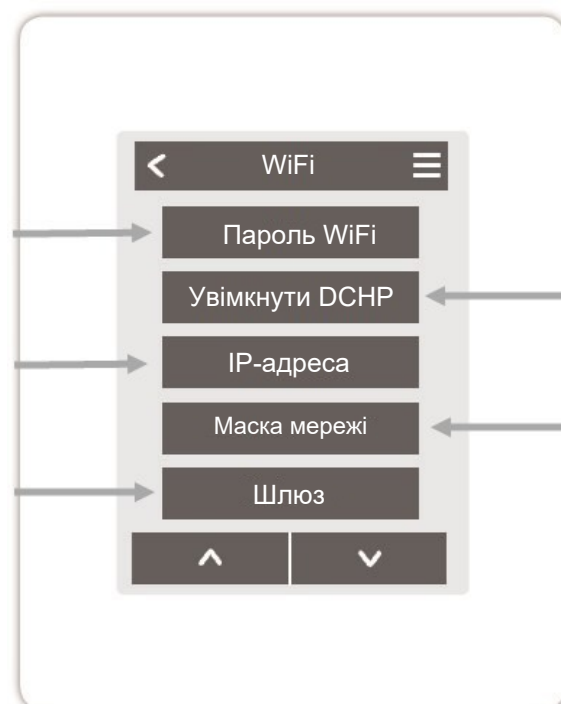 WiFi
Пароль WiFi
Увімкнути DCHP
IP-адреса
Маска мережі
Шлюз